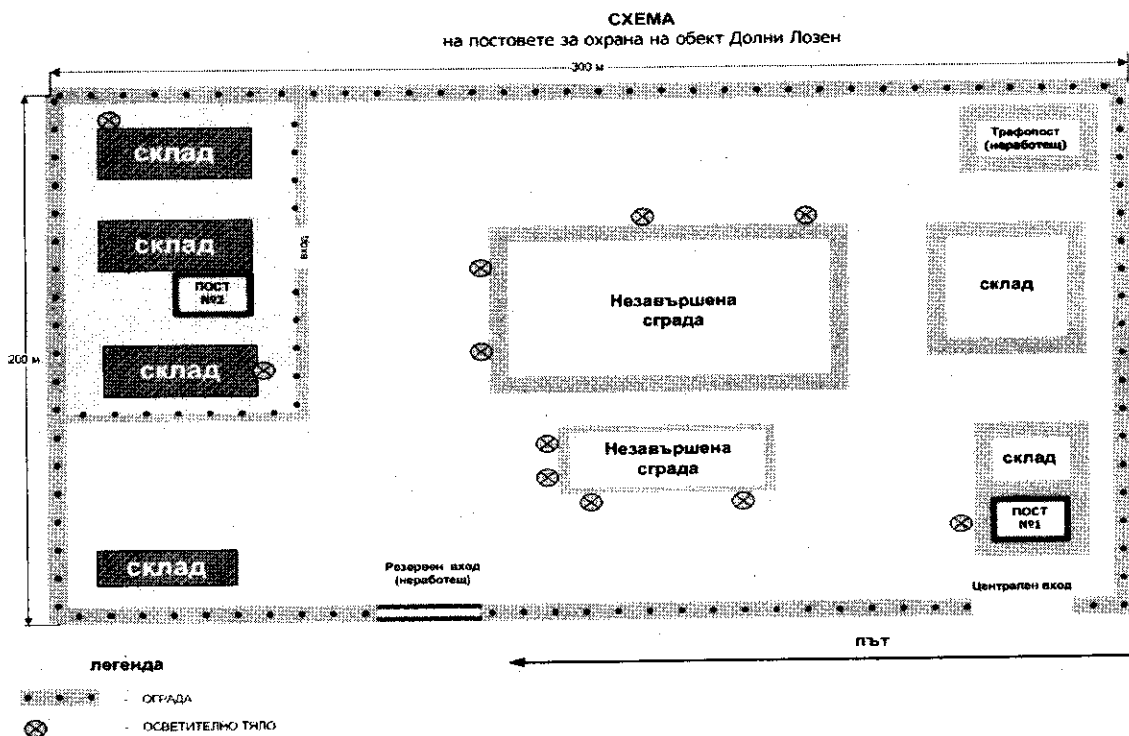 СХЕМА
на постовете за охрана на обект Долни Лозен
300 м
200 м
склад
склад
ПОСТ
№2
склад
вход
склад
Незавършена
сграда
Незавършена
сграда
Трафопост
(неработещ)
склад
склад
ПОСТ
№1
Резервен вход
(неработещ)
Централен вход
път
легенда
- ОГРАДА
- ОСВЕТИТЕЛНО ТЯЛО